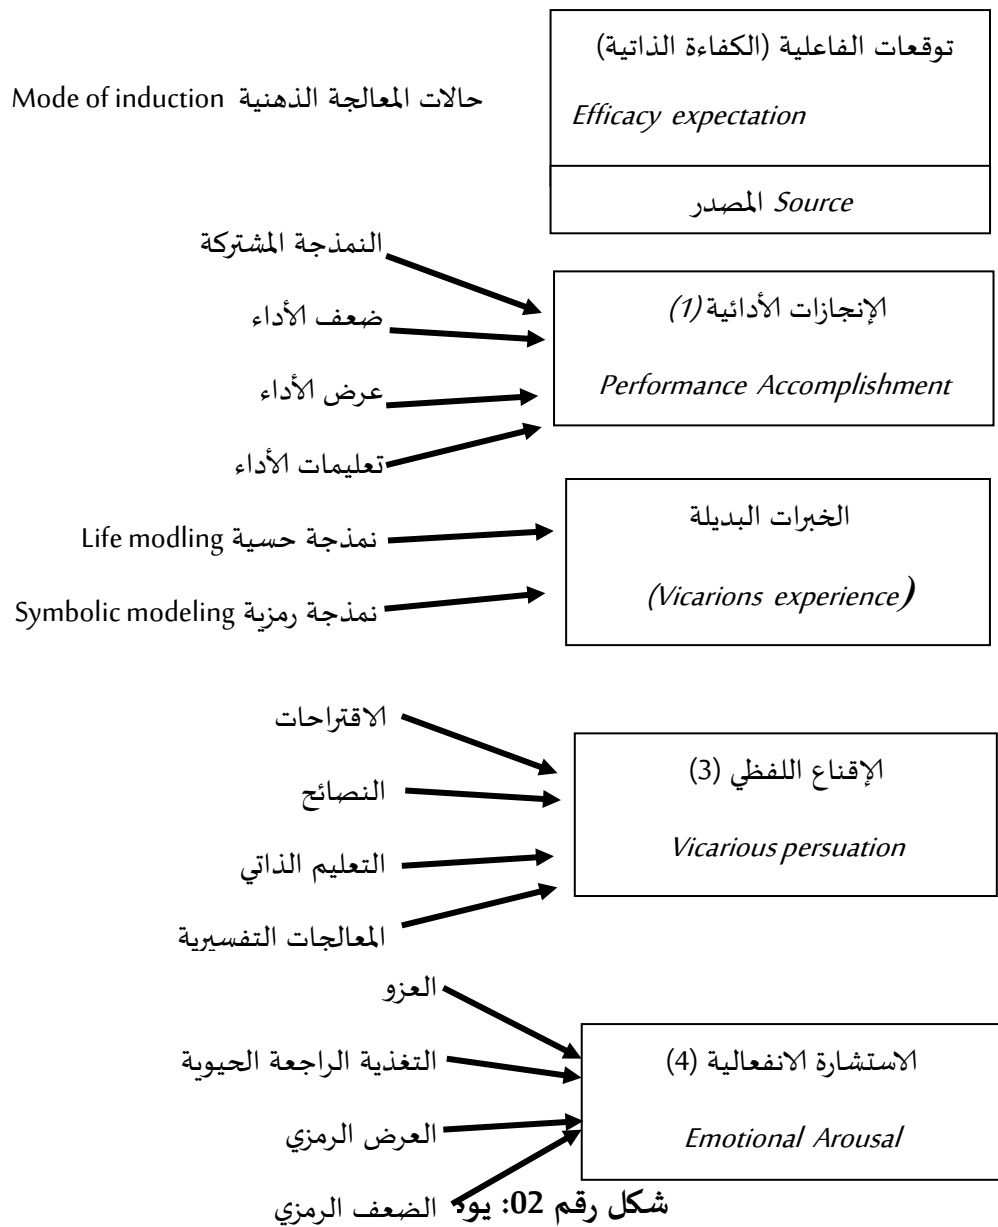 توقعات الفاعلية (الكفاءة الذاتية)
Efficacy expectation
حالات المعالجة الذهنية Mode of induction
المصدر Source
النمذجة المشتركة
ضعف الأداء
عرض الأداء
تعليمات الأداء
الإنجازات الأدائية (1)
Performance Accomplishment
نمذجة حسية Life modling
نمذجة رمزية Symbolic modeling
الخبرات البديلة
(Vicarions experience)
الاقتراحات
النصائح
التعليم الذاتي
المعالجات التفسيرية
الإقناع اللفظي (3)
Vicarious persuation
العزو
التغذية الراجعة الحيوية
العرض الرمزي
الضعف الرمزي
الاستشارة الانفعالية (4)
Emotional Arousal
شكل رقم 02: